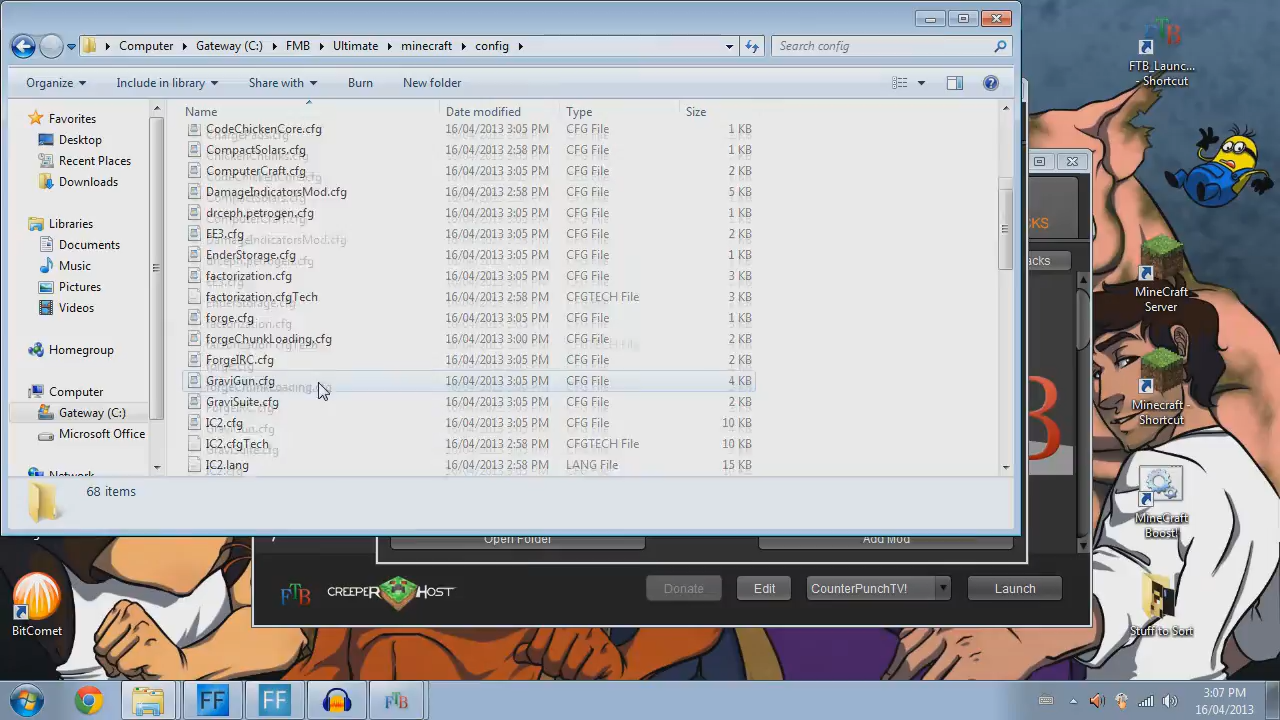 Computer
Gateway (C:)
FMB
Ultimate
minecraft
config
Search config
Organize
Include in library
Share with
Burn
New folder
Favorites
Desktop
Recent Places
Downloads
Libraries
Documents
Music
Pictures
Videos
Homegroup
Computer
Gateway (C:)
Microsoft Office
Network
Name Date modified Type Size
CodeChickenCore.cfg 16/04/2013 3:05 PM CFG File 1 KB
CompactSolars.cfg 16/04/2013 2:58 PM CFG File 1 KB
ComputerCraft.cfg 16/04/2013 3:05 PM CFG File 1 KB
DamageIndicatorsMod.cfg 16/04/2013 2:58 PM CFG File 5 KB
drceph.petrogen.cfg 16/04/2013 3:05 PM CFG File 2 KB
EE3.cfg 16/04/2013 3:05 PM CFG File 2 KB
EnderStorage.cfg 16/04/2013 3:05 PM CFG File 2 KB
factorization.cfg 16/04/2013 3:05 PM CFG File 3 KB
factorization.cfgTech 16/04/2013 2:58 PM CFGTECH File 3 KB
forge.cfg 16/04/2013 3:05 PM CFG File 1 KB
forgeChunkLoading.cfg 16/04/2013 3:00 PM CFG File 2 KB
ForgeIRC.cfg 16/04/2013 3:05 PM CFG File 2 KB
GraviGun.cfg 16/04/2013 3:05 PM CFG File 4 KB
GraviSuite.cfg 16/04/2013 3:05 PM CFG File 2 KB
IC2.cfg 16/04/2013 3:05 PM CFG File 10 KB
IC2.cfgTech 16/04/2013 2:58 PM CFGTECH File 10 KB
IC2.lang 16/04/2013 2:58 PM LANG File 15 KB
68 items
Open Folder
Add Mod
CREEPER HOST
Donate
Edit
CounterPunchTV!
Launch
FTB_Launc...
- Shortcut
MineCraft
Server
Minecraft -
Shortcut
MineCraft
Boost!
Stuff to Sort
BitComet
FF
FF
FTB
3:07 PM
16/04/2013